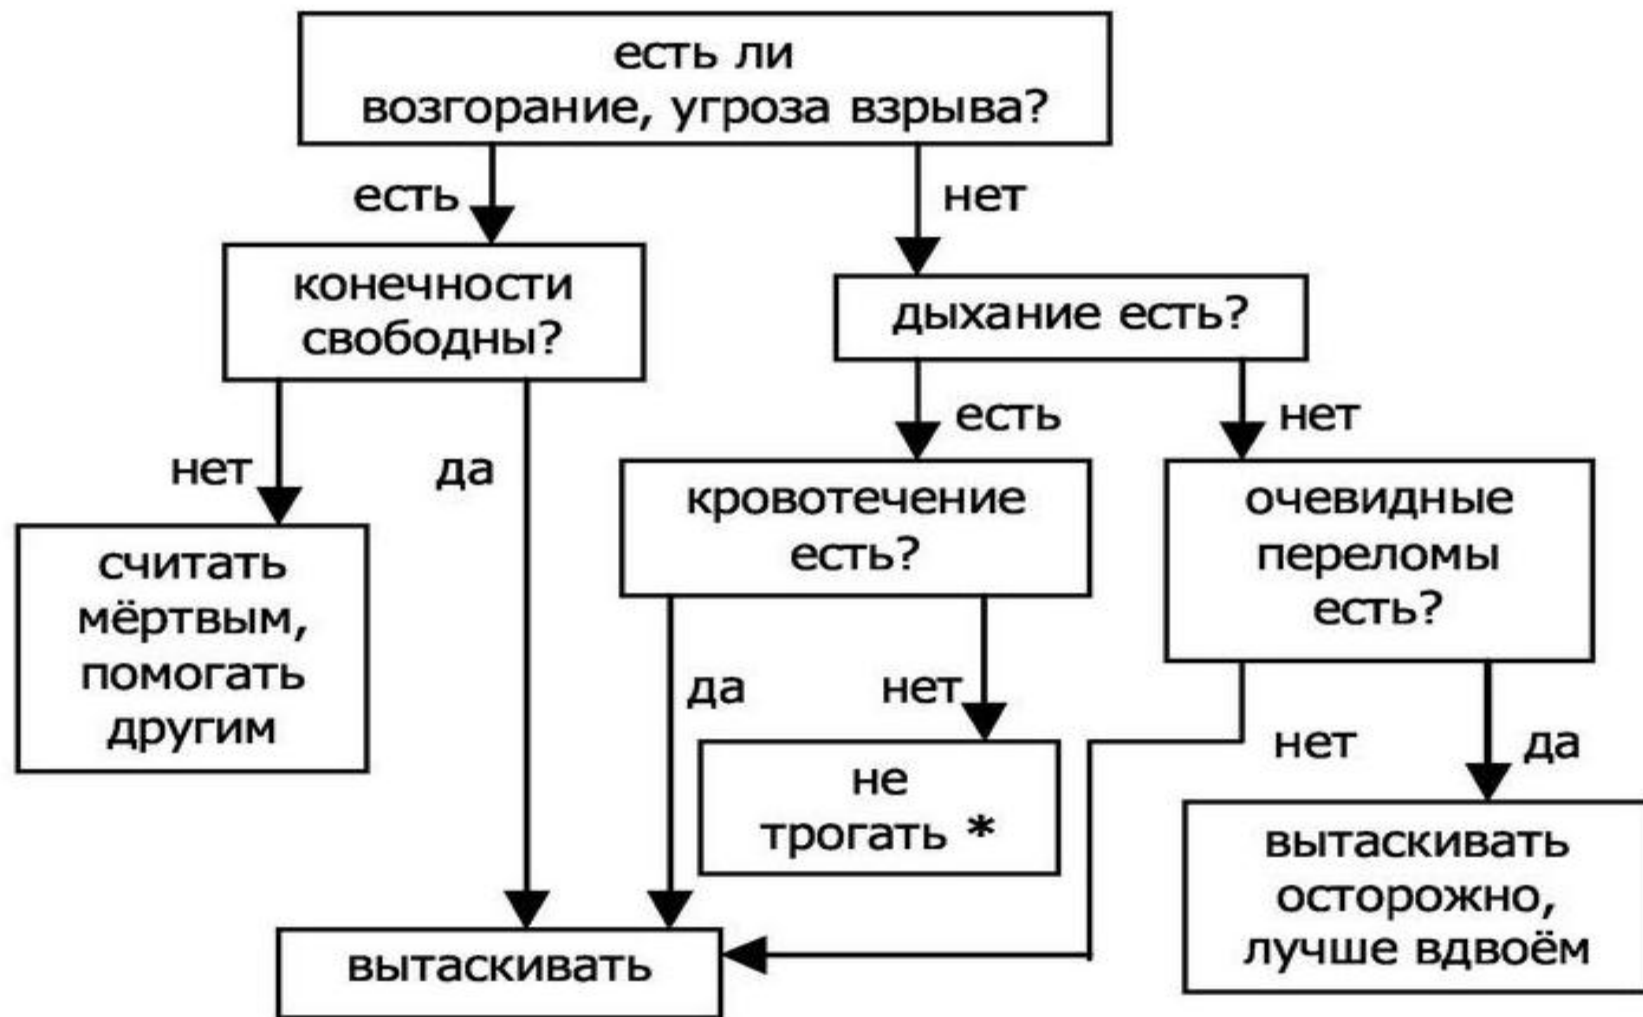 есть ли
возгорание, угроза взрыва?
есть
нет
конечности
свободны?
дыхание есть?
нет
да
есть
нет
считать
мёртвым,
помогать
другим
кровотечение
есть?
очевидные
переломы
есть?
да
нет
нет
да
не
трогать *
вытаскивать
осторожно,
лучше вдвоём
вытаскивать